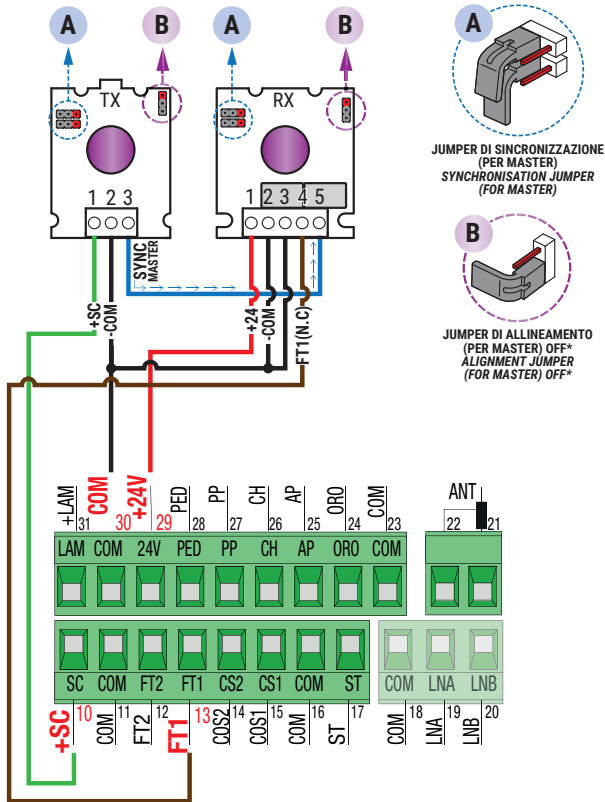 A
B
A
B
A
TX
RX
JUMPER DI SINCRONIZZAZIONE
(PER MASTER)
SYNCHRONISATION JUMPER
(FOR MASTER)
1 2 3
1 2 3 4 5
B
SYNC
MASTER
+SC
-COM
+24
-COM
FT1(N.C)
JUMPER DI ALLINEAMENTO
(PER MASTER) OFF*
ALIGNMENT JUMPER
(FOR MASTER) OFF*
+LAM
COM
+24V
PED
PP
CH
AP
ORO
COM
ANT
31 30 29 28 27 26 25 24 23 22 21
LAM COM 24V PED PP CH AP ORO COM
SC COM FT2 FT1 CS2 CS1 COM ST COM LNA LNB
10 11 12 13 14 15 16 17 18 19 20
+SC
COM
FT2
FT1
COS2
COS1
COM
ST
COM
LNA
LNB